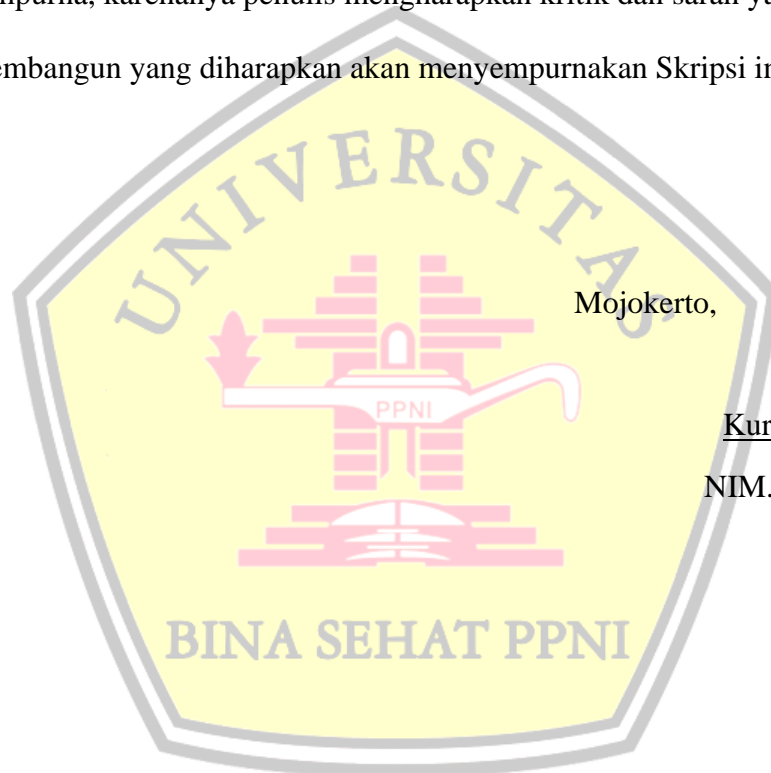 mpurna, karenanya penulis mengharapkan kritik dan saran ya
embangun yang diharapkan akan menyempurnakan Skripsi in
UNIVERSITAS
Mojokerto,
PPNI
Kur
NIM.
BINA SEHAT PPNI